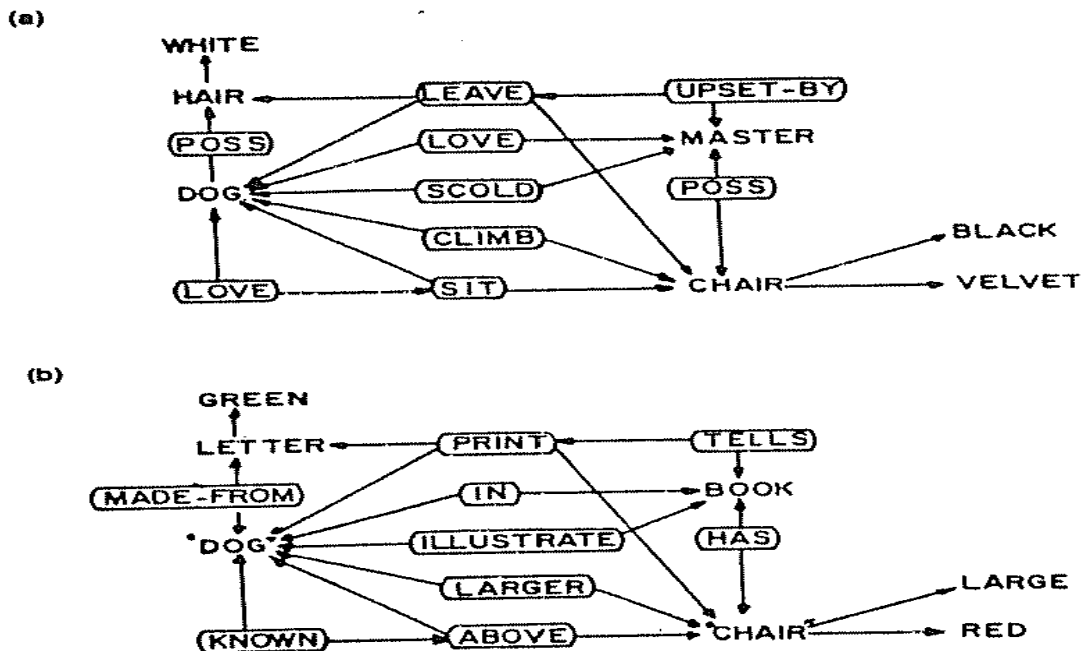 (a)
WHITE
HAIR LEAVE UPSET-BY
POSS LOVE MASTER
DOG SCOLD POSS
CLIMB BLACK
LOVE SIT CHAIR VELVET
(b)
GREEN
LETTER PRINT TELLS
MADE-FROM IN BOOK
"DOG" ILLUSTRATE HAS
LARGER LARGE
KNOWN ABOVE "CHAIR" RED